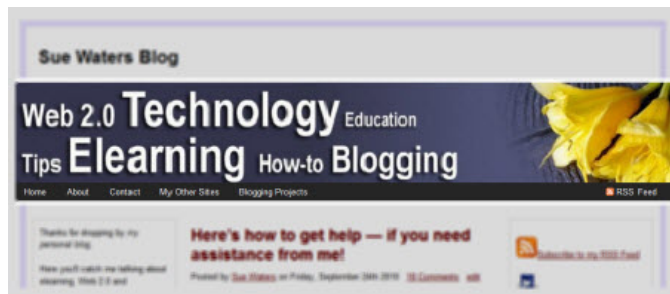 Sue Waters Blog
Web 2.0 Technology Education
Tips Elearning How-to Blogging
Home About Contact My Other Sites Blogging Projects RSS Feed
Thanks for dropping by my
personal blog.
Here you'll catch me talking about
elearning, Web 2.0 and
Here's how to get help — if you need
assistance from me!
Posted by Sue Waters on Friday, September 24th 2010 18 Comments edit
Subscribe to my RSS Feed